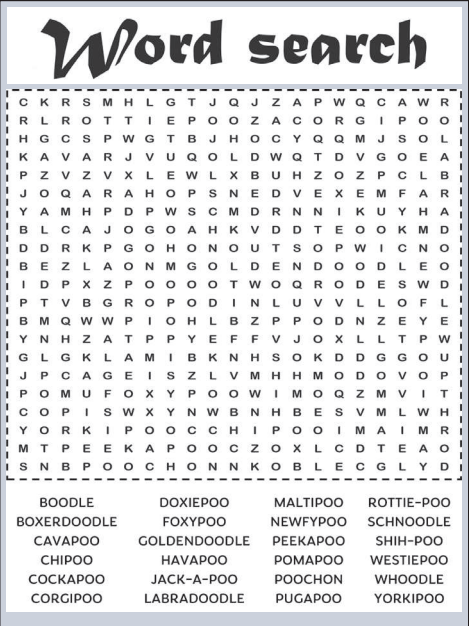 Word search
C K R S M H L G T J Q J Z A P W Q C A W R
R L R O T T I E P O O Z A C O R G I P O O
H G C S P W G T B J H O C Y Q Q M J S O L
K A V A R J V U Q O L D W Q T D V G O E A
P Z V Z V X L E W L X B U H Z O Z P C L B
J O Q A R A H O P S N E D V E X E M F A R
Y A M H P D P W S C M D R N N I K U Y H A
B L C A J O G O A H K V D D T E O O K M D
D D R K P G O H O N O U T S O P W I C N O
B E Z L A O N M G O L D E N D O O D L E O
I D P X Z P O O O O T W O Q R O D E S W D
P T V B G R O P O D I N L U V V L L O F L
B M Q W W P I O H L B Z P P O D N Z E Y E
Y N H Z A T P P Y E F F V J O X L L T P W
G L G K L A M I B K N H S O K D D G G O U
J P C A G E I S Z L V M H H M O D O V O P
P O M U F O X Y P O O W I M O Q Z M V I T
C O P I S W X Y N W B N H B E S V M L W H
Y O R K I P O O C C H I P O O I M A I M R
M T P E E K A P O O C Z O X L C D T E A O
S N B P O O C H O N N K O B L E C G L Y D
BOODLE DOXIEPOO MALTIPOO ROTTIE-POO
BOXERDOODLE FOXYPOO NEWFYPOO SCHNOODLE
CAVAPOO GOLDENDOODLE PEEKAPOO SHIH-POO
CHIPOO HAVAPOO POMAPOO WESTIEPOO
COCKAPOO JACK-A-POO POOCHON WHOODLE
CORGIPOO LABRADOODLE PUGAPOO YORKIPOO